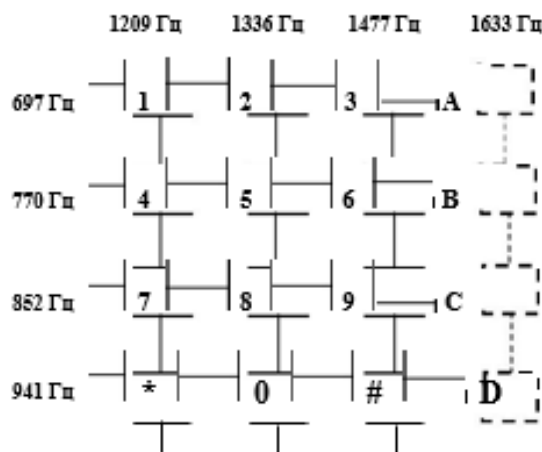 1209 Гц 1336 Гц 1477 Гц 1633 Гц
697 Гц 1 2 3 A
770 Гц 4 5 6 B
852 Гц 7 8 9 C
941 Гц * 0 # D